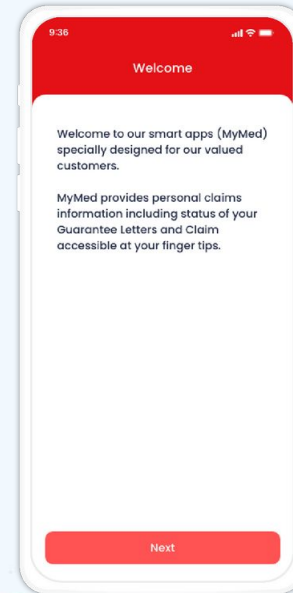 9:36
Welcome
Welcome to our smart apps (MyMed)
specially designed for our valued
customers.
MyMed provides personal claims
information including status of your
Guarantee Letters and Claim
accessible at your finger tips.
Next